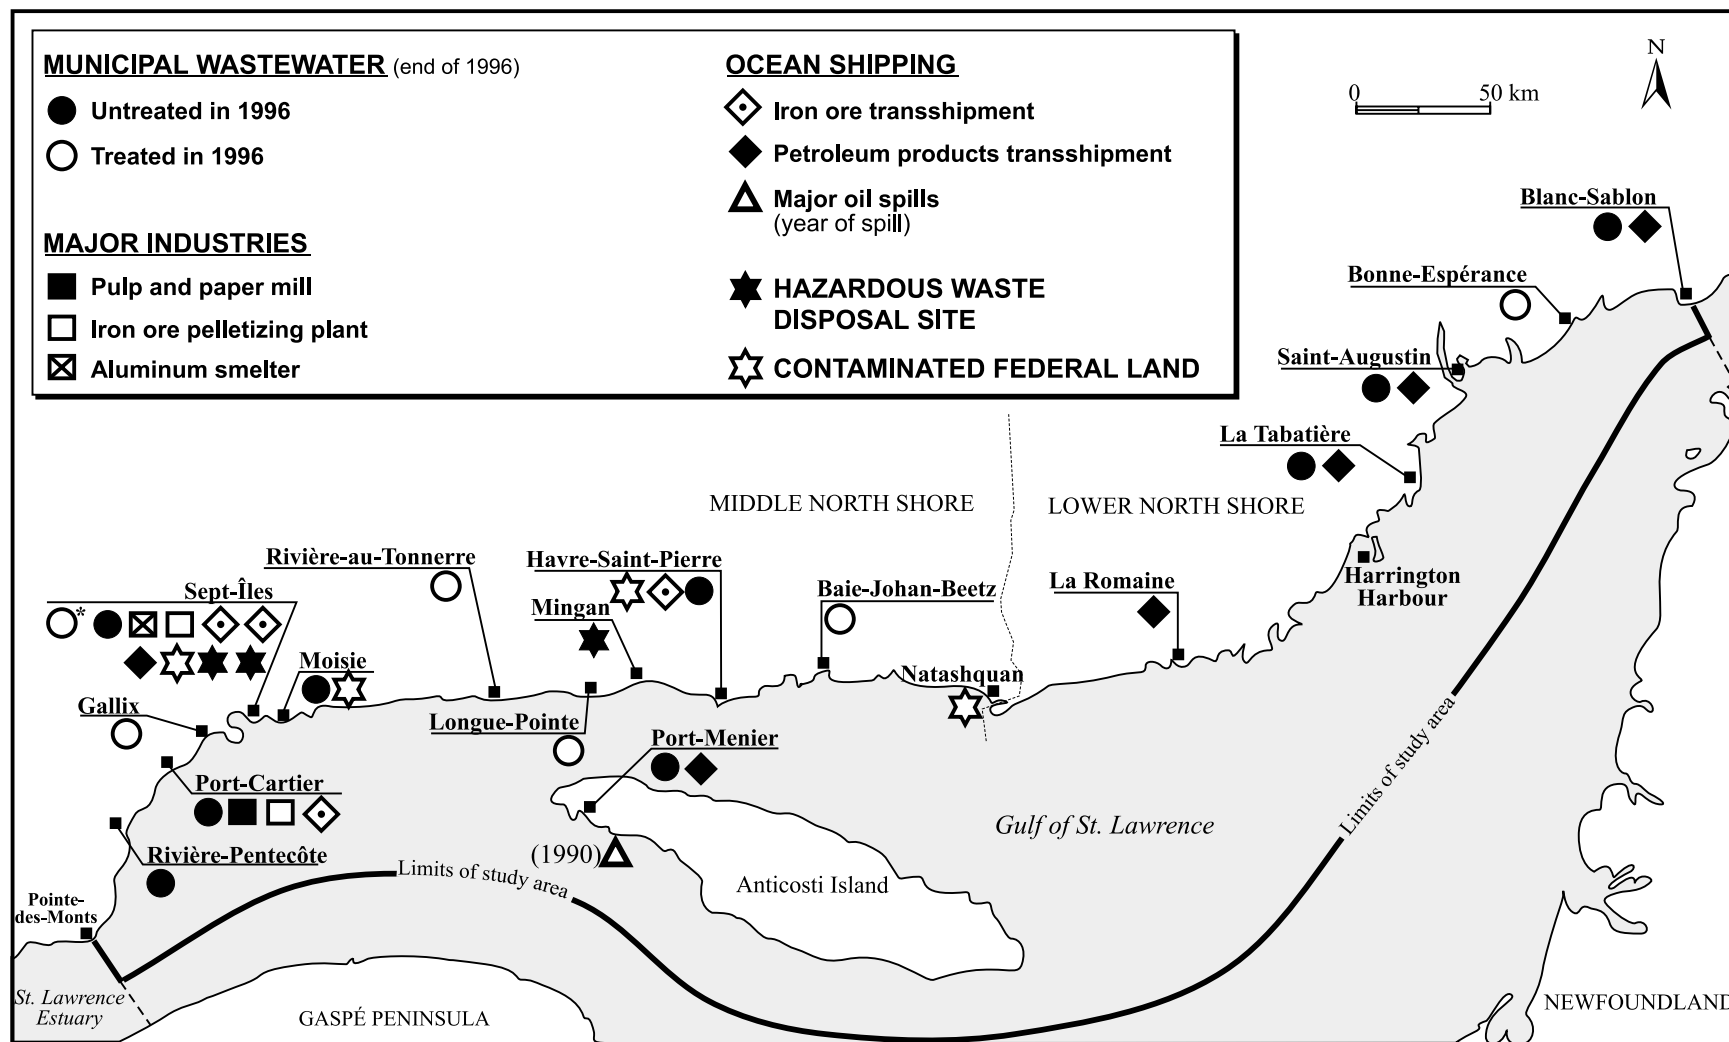 MUNICIPAL WASTEWATER (end of 1996)
Untreated in 1996
Treated in 1996
MAJOR INDUSTRIES
Pulp and paper mill
Iron ore pelletizing plant
Aluminum smelter
OCEAN SHIPPING
Iron ore transshipment
Petroleum products transshipment
Major oil spills
(year of spill)
HAZARDOUS WASTE
DISPOSAL SITE
CONTAMINATED FEDERAL LAND
0 50 km
N
Blanc-Sablon
Bonne-Espérance
Saint-Augustin
La Tabatière
MIDDLE NORTH SHORE
LOWER NORTH SHORE
Rivière-au-Tonnerre
Havre-Saint-Pierre
Harrington
Harbour
Sept-Îles
*
Mingan
Baie-Johan-Beetz
La Romaine
Moisie
Natashquan
Gallix
Longue-Pointe
Port-Menier
Port-Cartier
Limits of study area
Gulf of St. Lawrence
Rivière-Pentecôte
(1990)
Limits of study area
Anticosti Island
Pointe-
des-Monts
St. Lawrence
Estuary
GASPÉ PENINSULA
NEWFOUNDLAND